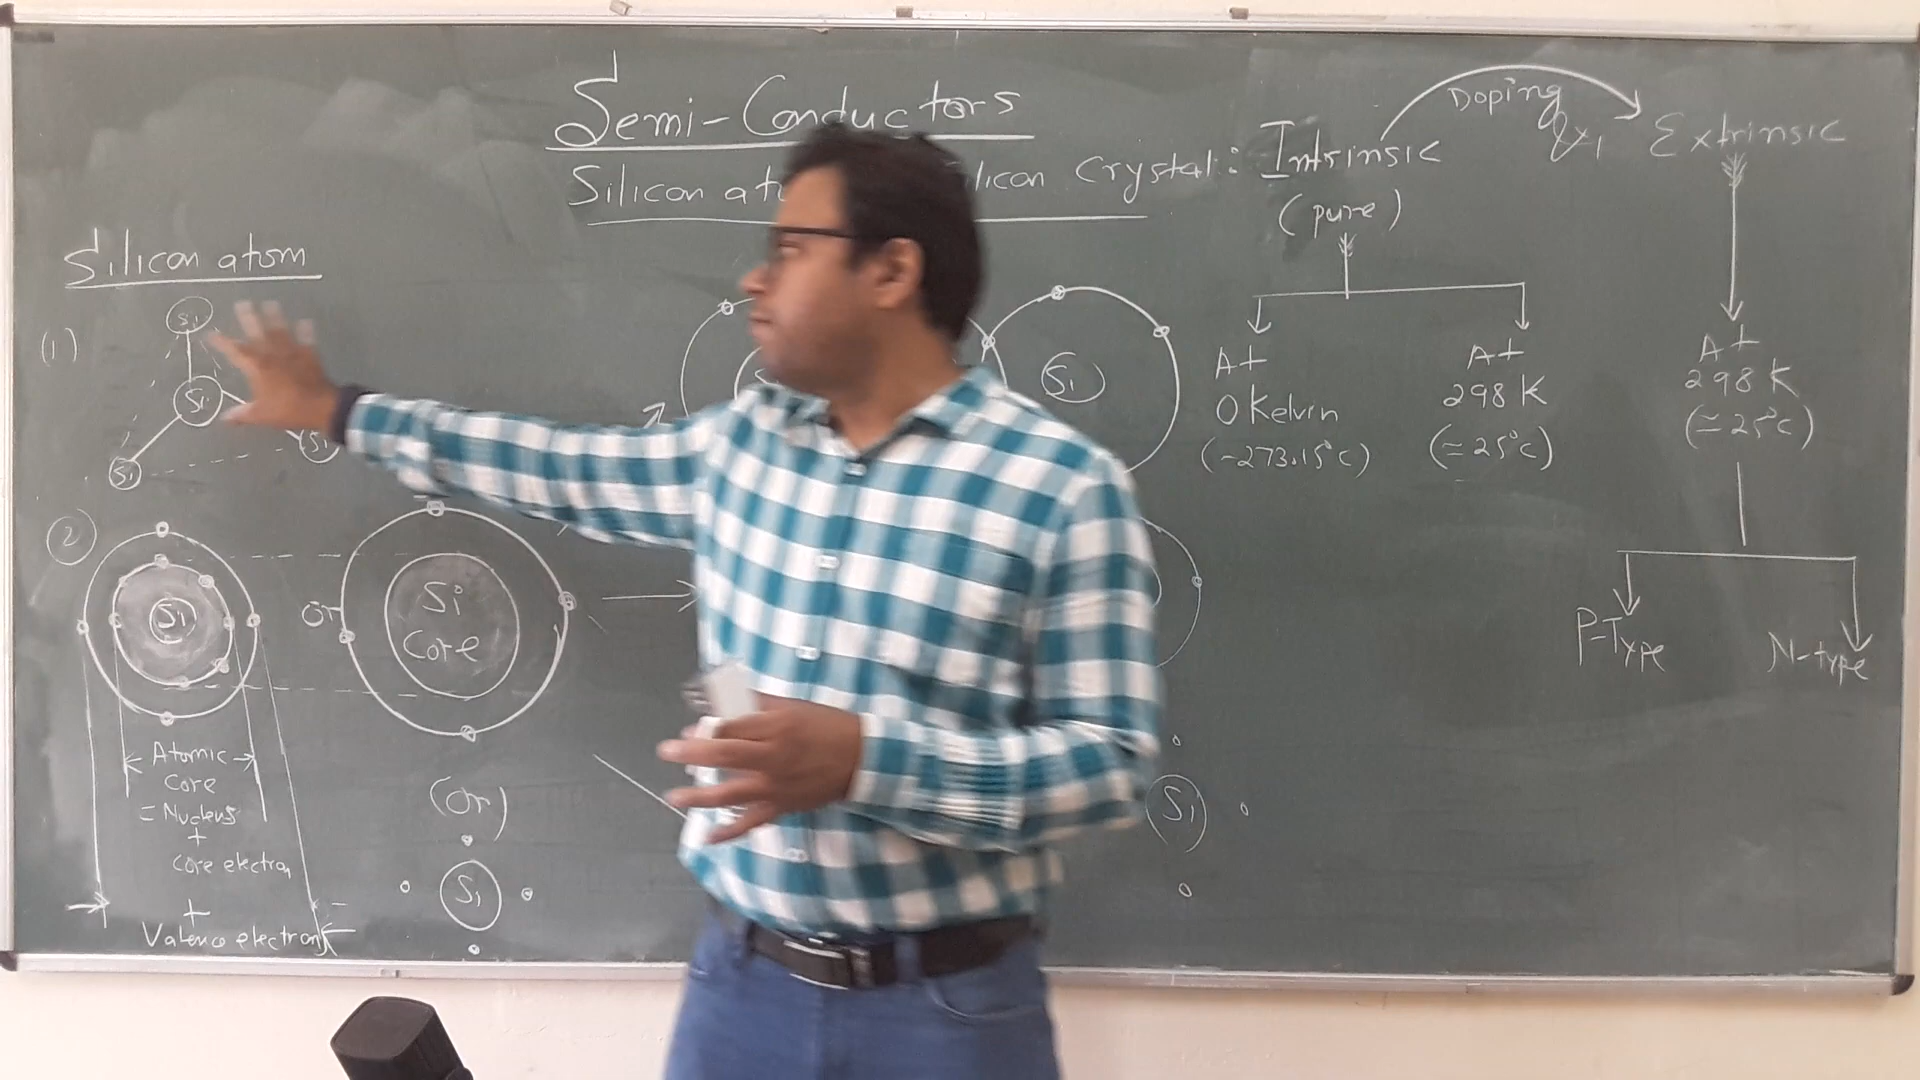 Semi-Conductors
Silicon crystal:
Silicon atom
(1)
Si
Si
Si
Si
2
Si
or
Si
Core
Atomic
Core
= Nucleus
+
core electron
+
Valence electrons
(or)
Si
Si
Si
Intrinsic
(pure)
Doping
Extrinsic
At
0 Kelvin
(-273.15°C)
At
298 K
(≃25°C)
At
298 K
(≃25°C)
P-Type
N-type